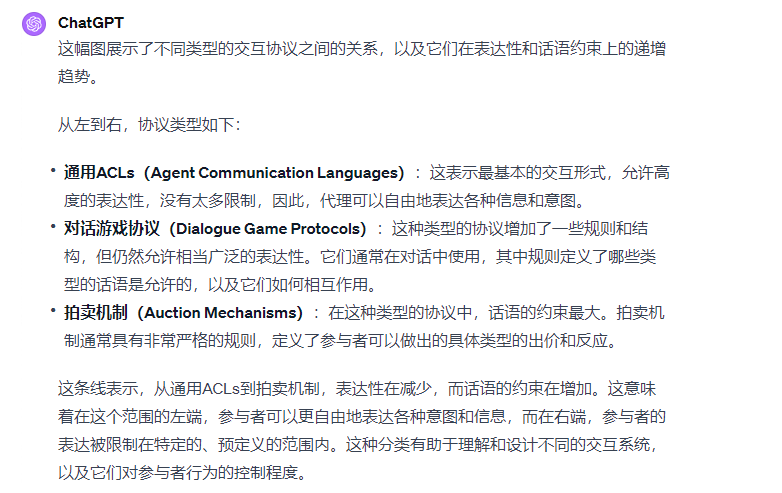 ChatGPT
这幅图展示了不同类型的交互协议之间的关系，以及它们在表达性和话语约束上的递增
趋势。
从左到右，协议类型如下：
• 通用ACLs（Agent Communication Languages）：这表示最基本的交互形式，允许高
度的表达性，没有太多限制，因此，代理可以自由地表达各种信息和意图。
• 对话游戏协议（Dialogue Game Protocols）：这种类型的协议增加了一些规则和结
构，但仍然允许相当广泛的表达性。它们通常在对话中使用，其中规则定义了哪些类
型的话语是允许的，以及它们如何相互作用。
• 拍卖机制（Auction Mechanisms）：在这种类型的协议中，话语的约束最大。拍卖机
制通常具有非常严格的规则，定义了参与者可以做出的具体类型的出价和反应。
这条线表示，从通用ACLs到拍卖机制，表达性在减少，而话语的约束在增加。这意味
着在这个范围的左端，参与者可以更自由地表达各种意图和信息，而在右端，参与者的
表达被限制在特定的、预定义的范围内。这种分类有助于理解和设计不同的交互系统，
以及它们对参与者行为的控制程度。